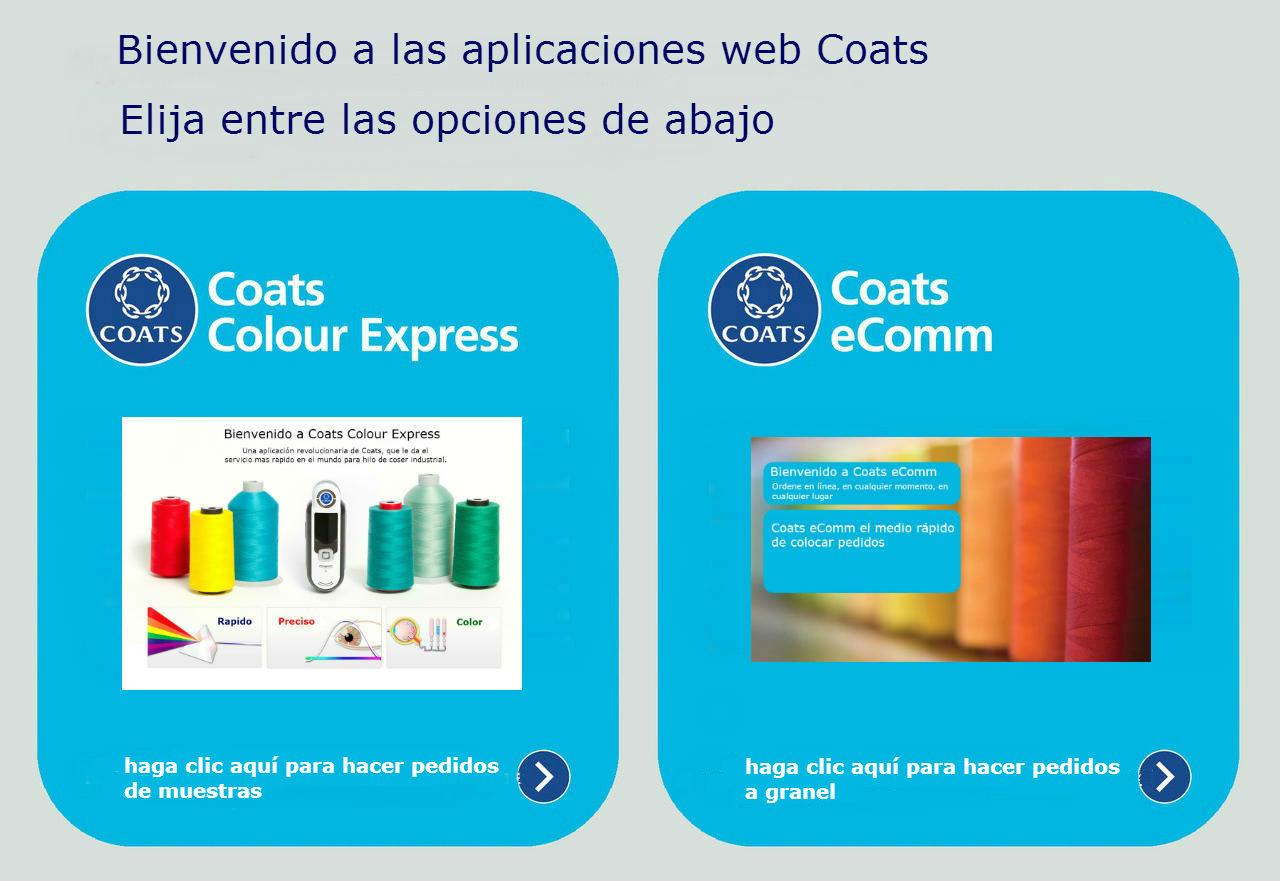 Bienvenido a las aplicaciones web Coats
Elija entre las opciones de abajo
COATS
Coats
Colour Express
Bienvenido a Coats Colour Express
Una aplicación revolucionaria de Coats, que le da el
servicio mas rapido en el mundo para hilo de coser industrial.
Rapido
Preciso
Color
haga clic aquí para hacer pedidos
de muestras
COATS
Coats
eComm
Bienvenido a Coats eComm
Ordene en línea, en cualquier momento, en
cualquier lugar
Coats eComm el medio rápido
de colocar pedidos
haga clic aquí para hacer pedidos
a granel